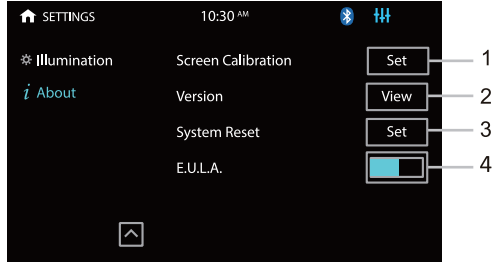 SETTINGS 10:30 AM
Illumination Screen Calibration Set 1
i About Version View 2
System Reset Set 3
E.U.L.A. 4